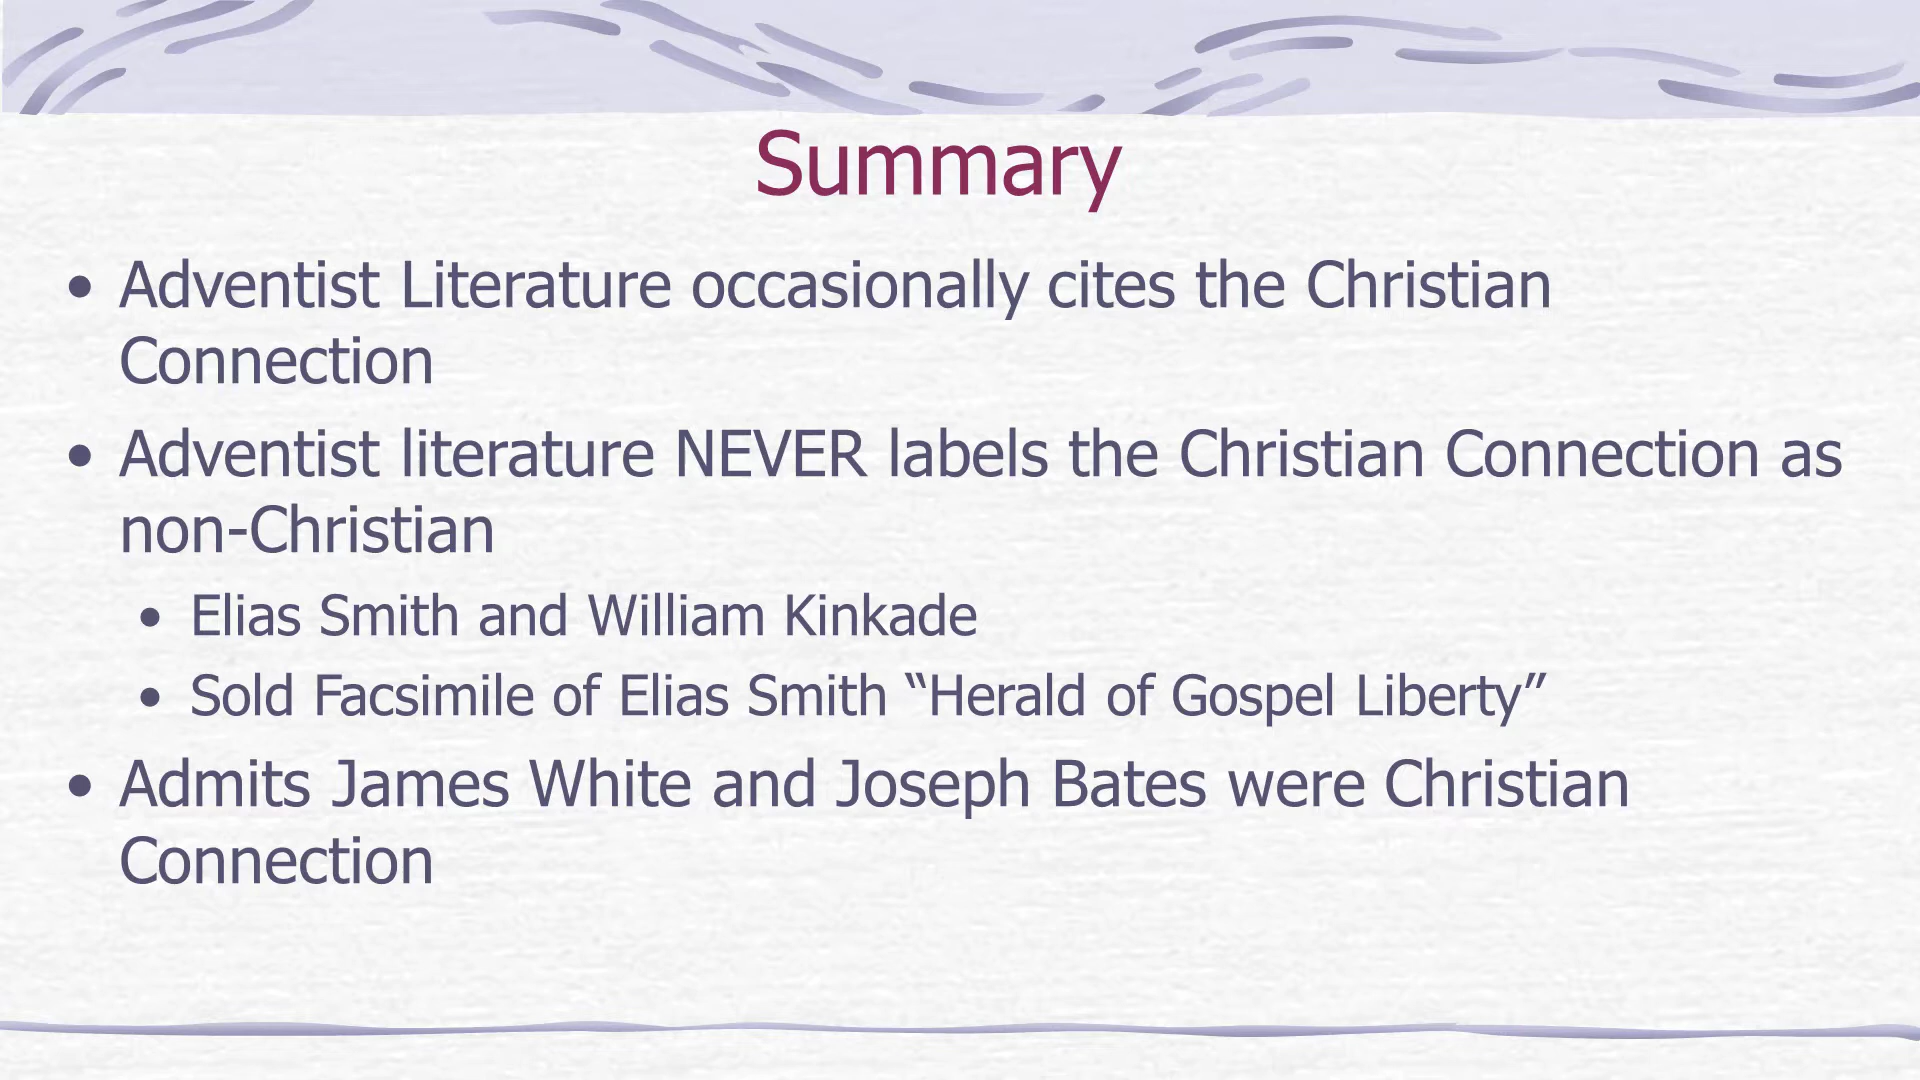 Summary
• Adventist Literature occasionally cites the Christian
Connection
• Adventist literature NEVER labels the Christian Connection as
non-Christian
• Elias Smith and William Kinkade
• Sold Facsimile of Elias Smith “Herald of Gospel Liberty”
• Admits James White and Joseph Bates were Christian
Connection